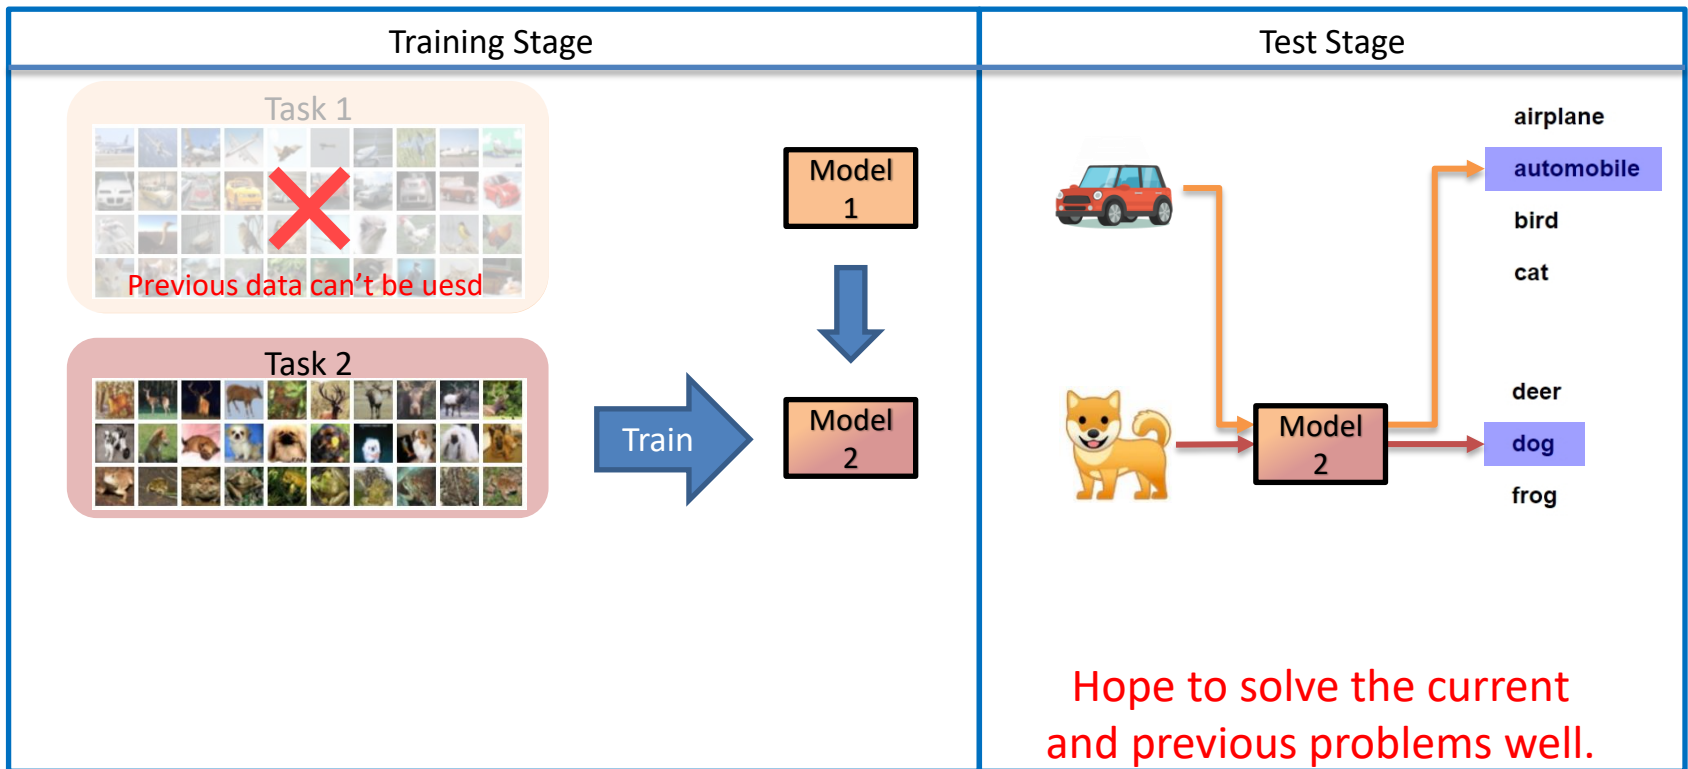 Training Stage
Test Stage
Task 1
Previous data can't be uesd
Task 2
Train
Model
1
Model
2
airplane
automobile
bird
cat
deer
dog
frog
Model
2
Hope to solve the current
and previous problems well.